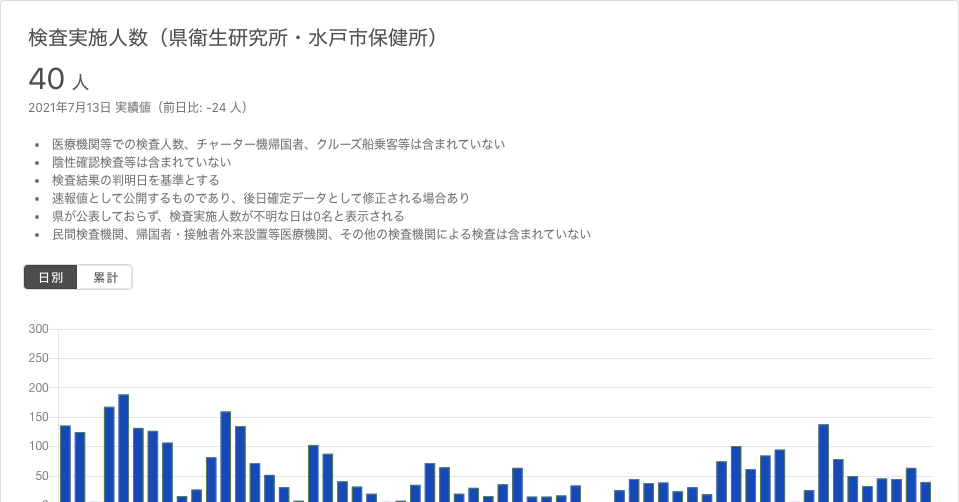 検査実施人数（県衛生研究所・水戸市保健所）
40 人
2021年7月13日 実績値（前日比: -24 人）
• 医療機関等での検査人数、チャーター機帰国者、クルーズ船乗客等は含まれていない
• 陰性確認検査等は含まれていない
• 検査結果の判明日を基準とする
• 速報値として公開するものであり、後日確定データとして修正される場合あり
• 県が公表しておらず、検査実施人数が不明な日は0名と表示される
• 民間検査機関、帰国者・接触者外来設置等医療機関、その他の検査機関による検査は含まれていない
日別 累計
300
250
200
150
100
50